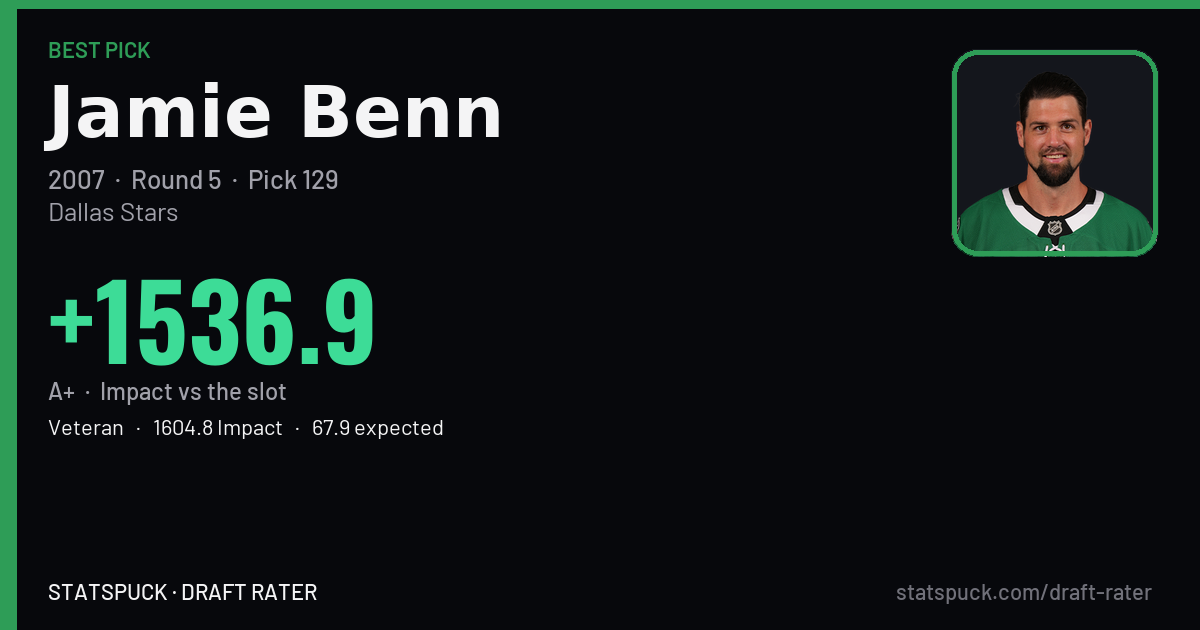 BEST PICK
Jamie Benn
2007 · Round 5 · Pick 129
Dallas Stars
+1536.9
A+ · Impact vs the slot
Veteran · 1604.8 Impact · 67.9 expected
STATSPUCK · DRAFT RATER
statspuck.com/draft-rater